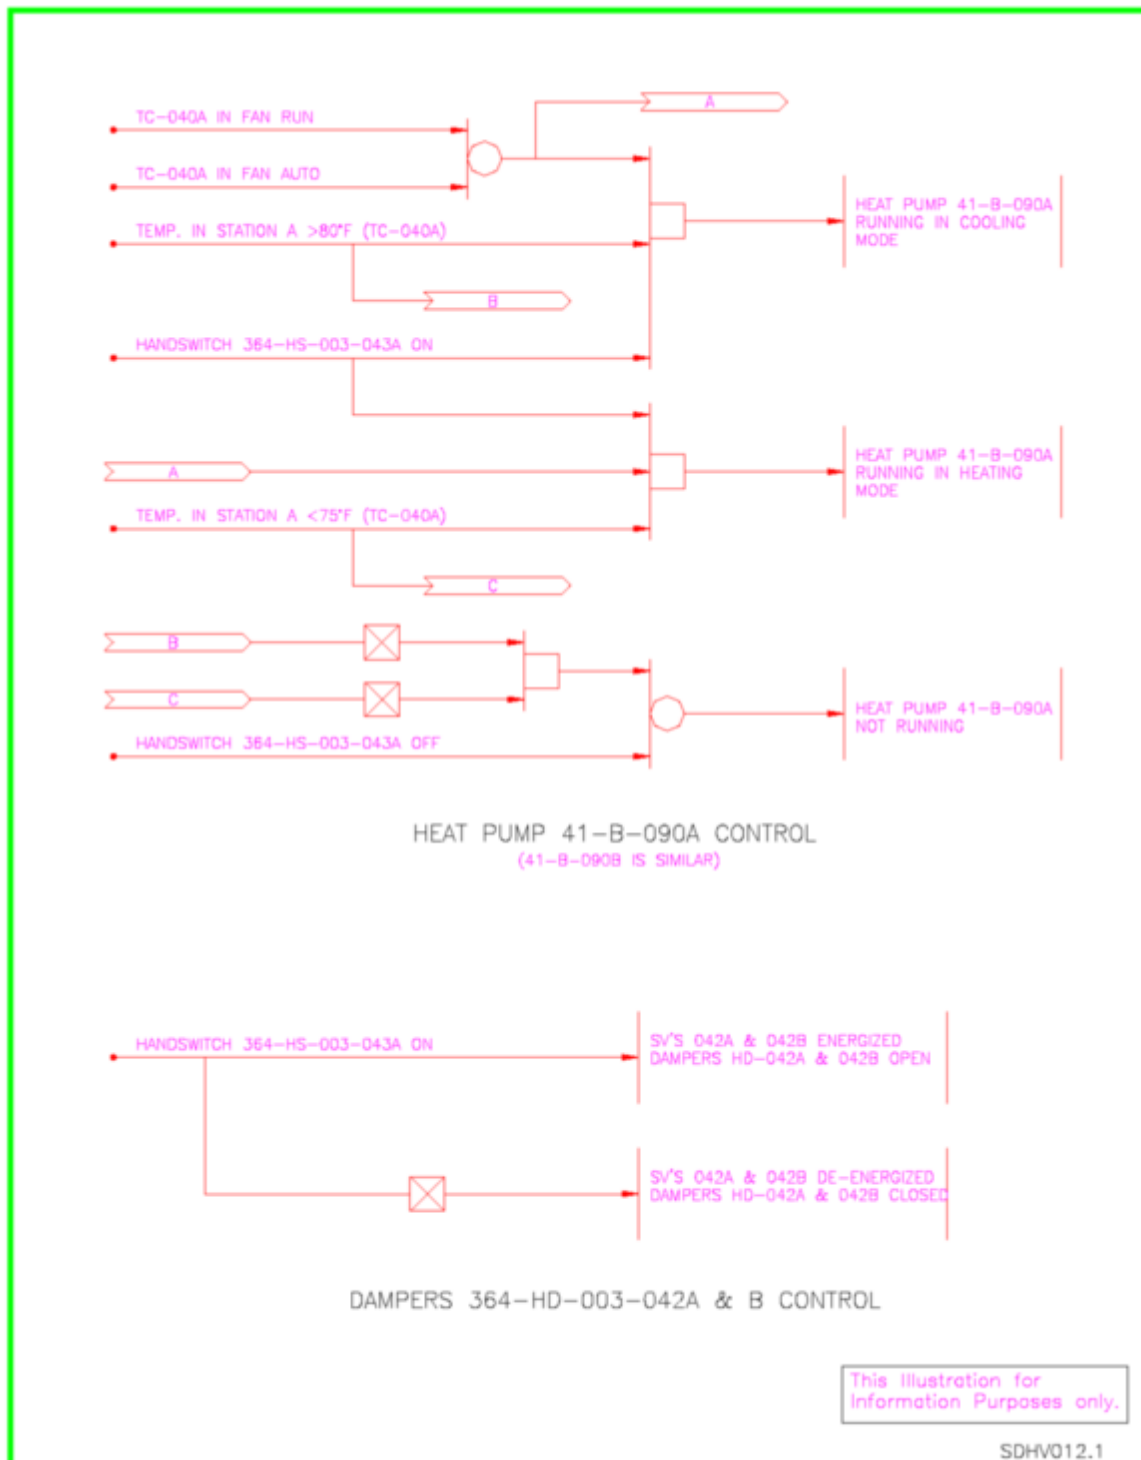 A
TC-040A IN FAN RUN
TC-040A IN FAN AUTO
HEAT PUMP 41-B-090A
RUNNING IN COOLING
MODE
TEMP. IN STATION A >80°F (TC-040A)
B
HANDSWITCH 364-HS-003-043A ON
HEAT PUMP 41-B-090A
RUNNING IN HEATING
MODE
A
TEMP. IN STATION A <75°F (TC-040A)
C
B
C
HEAT PUMP 41-B-090A
NOT RUNNING
HANDSWITCH 364-HS-003-043A OFF
HEAT PUMP 41-B-090A CONTROL
(41-B-090B IS SIMILAR)
HANDSWITCH 364-HS-003-043A ON
SV'S 042A & 042B ENERGIZED
DAMPERS HD-042A & 042B OPEN
SV'S 042A & 042B DE-ENERGIZED
DAMPERS HD-042A & 042B CLOSED
DAMPERS 364-HD-003-042A & B CONTROL
This Illustration for
Information Purposes only.
SDHV012.1